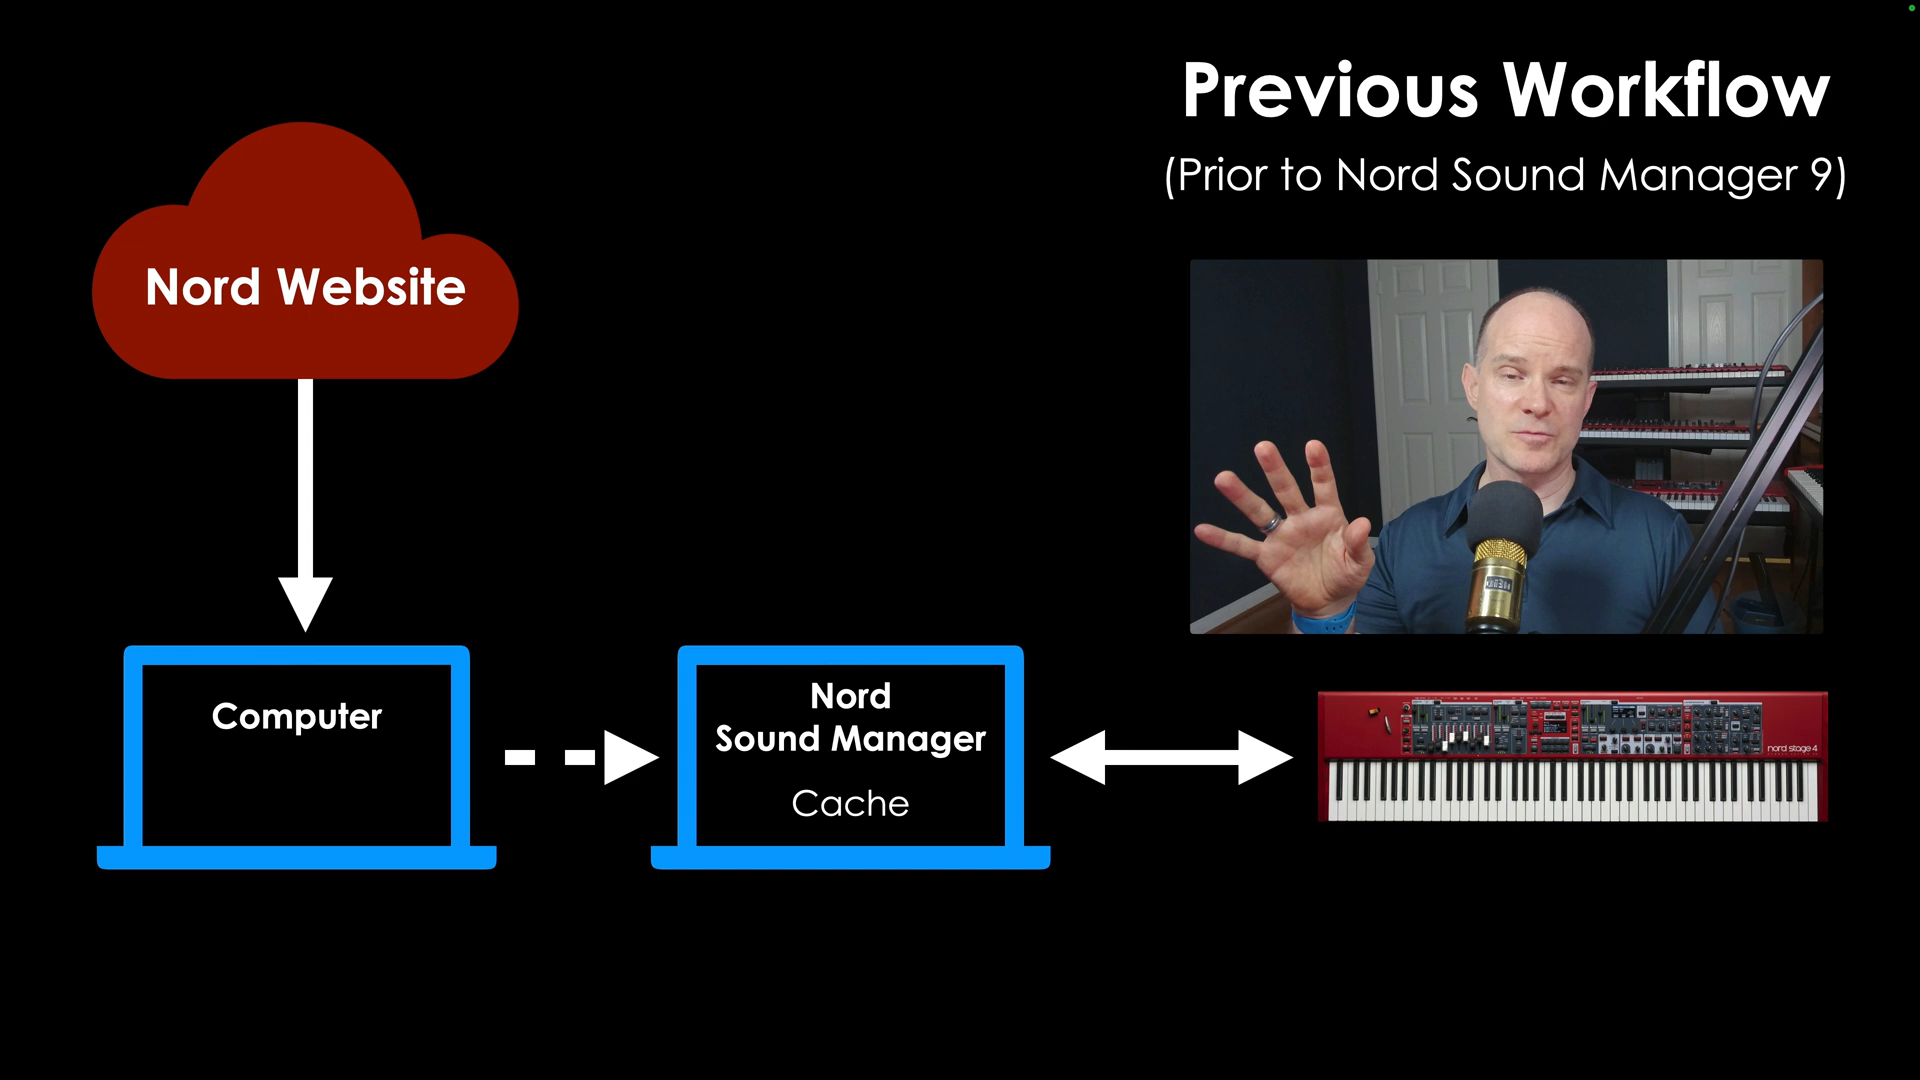 Previous Workflow
(Prior to Nord Sound Manager 9)
Nord Website
Computer
Nord
Sound Manager
Cache
nord stage 4